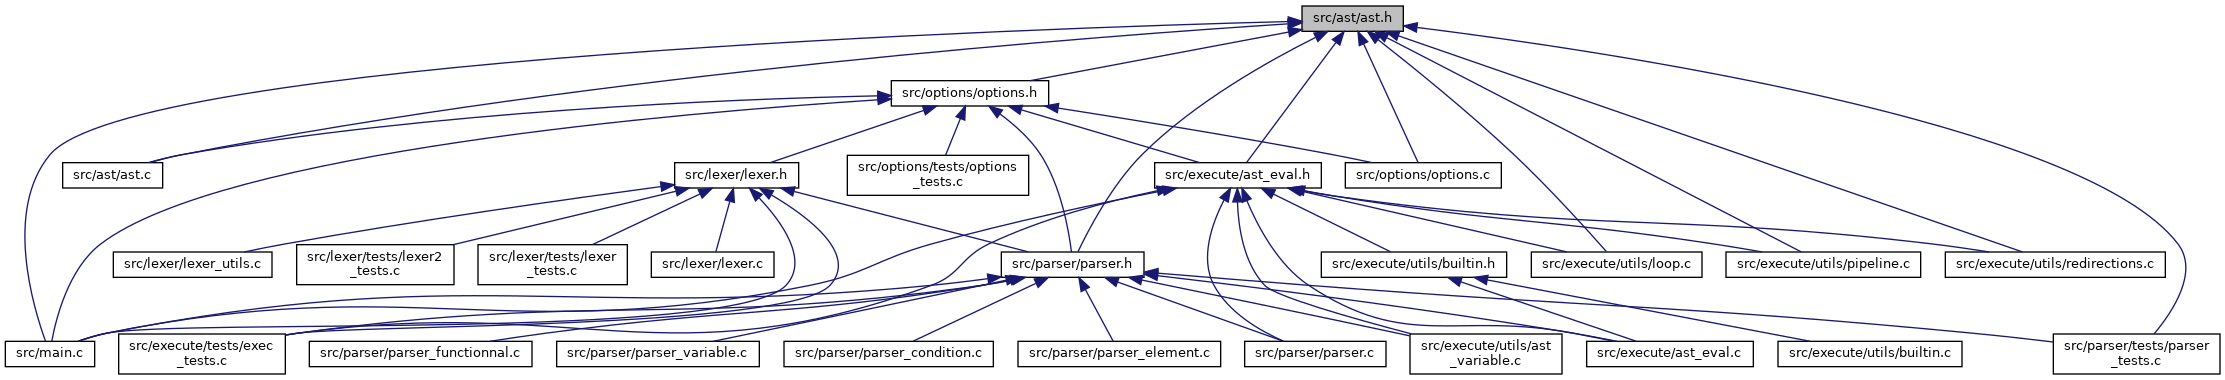 src/ast/ast.h
src/options/options.h
src/ast/ast.c
src/lexer/lexer.h
src/options/tests/options
_tests.c
src/execute/ast_eval.h
src/options/options.c
src/lexer/lexer_utils.c
src/lexer/tests/lexer2
_tests.c
src/lexer/tests/lexer
_tests.c
src/lexer/lexer.c
src/parser/parser.h
src/execute/utils/builtin.h
src/execute/utils/loop.c
src/execute/utils/pipeline.c
src/execute/utils/redirections.c
src/main.c
src/execute/tests/exec
_tests.c
src/parser/parser_functionnal.c
src/parser/parser_variable.c
src/parser/parser_condition.c
src/parser/parser_element.c
src/parser/parser.c
src/execute/utils/ast
_variable.c
src/execute/ast_eval.c
src/execute/utils/builtin.c
src/parser/tests/parser
_tests.c